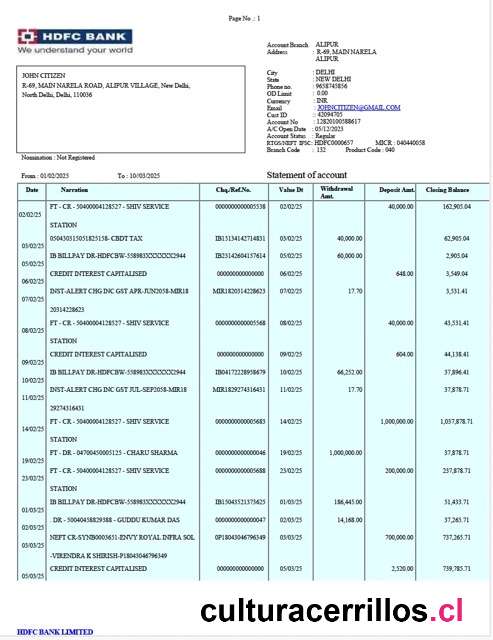 Page No .: 1
HDFC BANK
We understand your world
Account Branch : ALIPUR
Address : R-69, MAIN NARELA
ALIPUR
JOHN CITIZEN
R-69, MAIN NARELA ROAD, ALIPUR VILLAGE, New Delhi,
North Delhi, Delhi, 110036
City : DELHI
State : NEW DELHI
Phone no. : 9658745856
OD Limit : 0.00
Currency : INR
Email : JOHNCITIZEN@GMAIL.COM
Cust ID : 42094705
Account No : 12820100588617
A/C Open Date : 05/12/2023
Account Status : Regular
RTGS/NEFT IFSC: HDFC0000657 MICR : 040440058
Branch Code : 132 Product Code : 040
Nomination : Not Registered
From : 01/02/2025 To : 10/03/2025 Statement of account
Date Narration Chq./Ref.No. Value Dt Withdrawal Amt. Deposit Amt. Closing Balance
02/02/25 FT - CR - 50400004128527 - SHIV SERVICE 0000000000005538 02/02/25 40,000.00 162,905.04
STATION
03/02/25 050430315051825158- CBDT TAX IB15134142714831 03/02/25 40,000.00 62,904.05
05/02/25 IB BILLPAY DR-HDFCBW-558983XXXXXX2944 IB23142604157614 05/02/25 60,000.00 2,905.04
06/02/25 CREDIT INTEREST CAPITALISED 000000000000000 06/02/25 648.00 3,549.04
07/02/25 INST-ALERT CHG INC GST APR-JUN2058-MIR18 MIR1820314228623 07/02/25 17.70 3,531.41
20314228623
08/02/25 FT - CR - 50400004128527 - SHIV SERVICE 0000000000005568 08/02/25 40,000.00 43,531.41
09/02/25 CREDIT INTEREST CAPITALISED 000000000000000 09/02/25 604.00 44,138.41
10/02/25 IB BILLPAY DR-HDFCBW-558983XXXXXX2944 IB04172228958679 10/02/25 66,252.00 37,896.41
11/02/25 INST-ALERT CHG INC GST JUL-SEP2058-MIR18 MIR1829274316431 11/02/25 17.70 37,878.71
29274316431
14/02/25 FT - CR - 50400004128527 - SHIV SERVICE 0000000000005683 14/02/25 1,000,000.00 1,037,878.71
STATION
19/02/25 FT - DR - 04700450005125 - CHARU SHARMA 0000000000000046 19/02/25 1,000,000.00 37,878.71
23/02/25 FT - CR - 50400004128527 - SHIV SERVICE 0000000000005688 23/02/25 200,000.00 237,878.71
STATION
01/03/25 IB BILLPAY DR-HDFCBW-558983XXXXXX2944 IB15043521373625 01/03/25 186,445.00 51,433.71
02/03/25 . DR - 50040458829588 - GUDDU KUMAR DAS 0000000000000047 02/03/25 14,168.00 37,265.71
03/03/25 NEFT CR-SYNB0003651-ENVY ROYAL INFRA SOL 0P18043046796349 03/03/25 700,000.00 737,265.71
-VIRENDRA K SHIRISH-P18043046796349
05/03/25 CREDIT INTEREST CAPITALISED 000000000000000 05/03/25 2,520.00 739,785.71
culturacerrillos.cl
HDFC BANK LIMITED